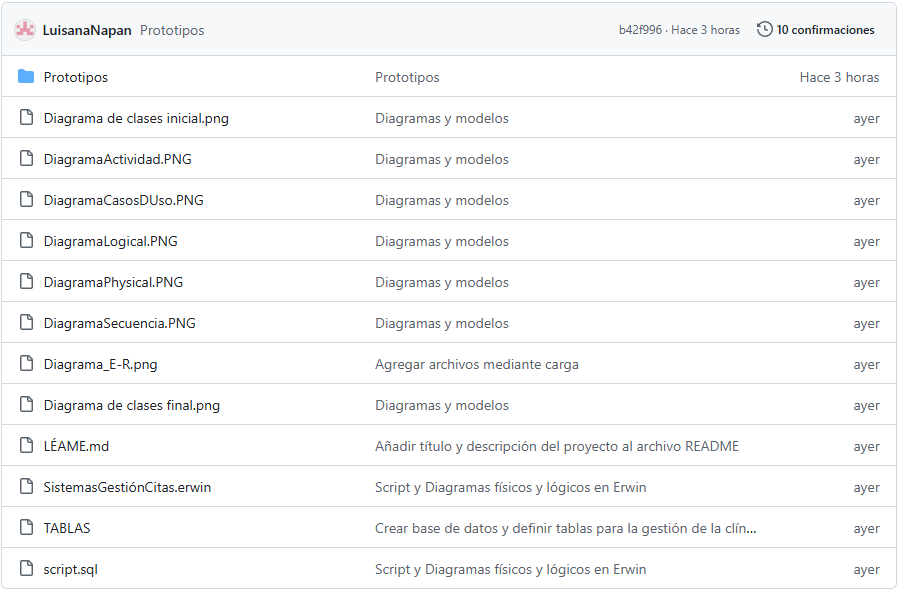 LuisanaNapan Prototipos b42f996 · Hace 3 horas 10 confirmaciones
Prototipos Prototipos Hace 3 horas
Diagrama de clases inicial.png Diagramas y modelos ayer
DiagramaActividad.PNG Diagramas y modelos ayer
DiagramaCasosDUso.PNG Diagramas y modelos ayer
DiagramaLogical.PNG Diagramas y modelos ayer
DiagramaPhysical.PNG Diagramas y modelos ayer
DiagramaSecuencia.PNG Diagramas y modelos ayer
Diagrama_E-R.png Agregar archivos mediante carga ayer
Diagrama de clases final.png Diagramas y modelos ayer
LÉAME.md Añadir título y descripción del proyecto al archivo README ayer
SistemasGestiónCitas.erwin Script y Diagramas físicos y lógicos en Erwin ayer
TABLAS Crear base de datos y definir tablas para la gestión de la clín... ayer
script.sql Script y Diagramas físicos y lógicos en Erwin ayer